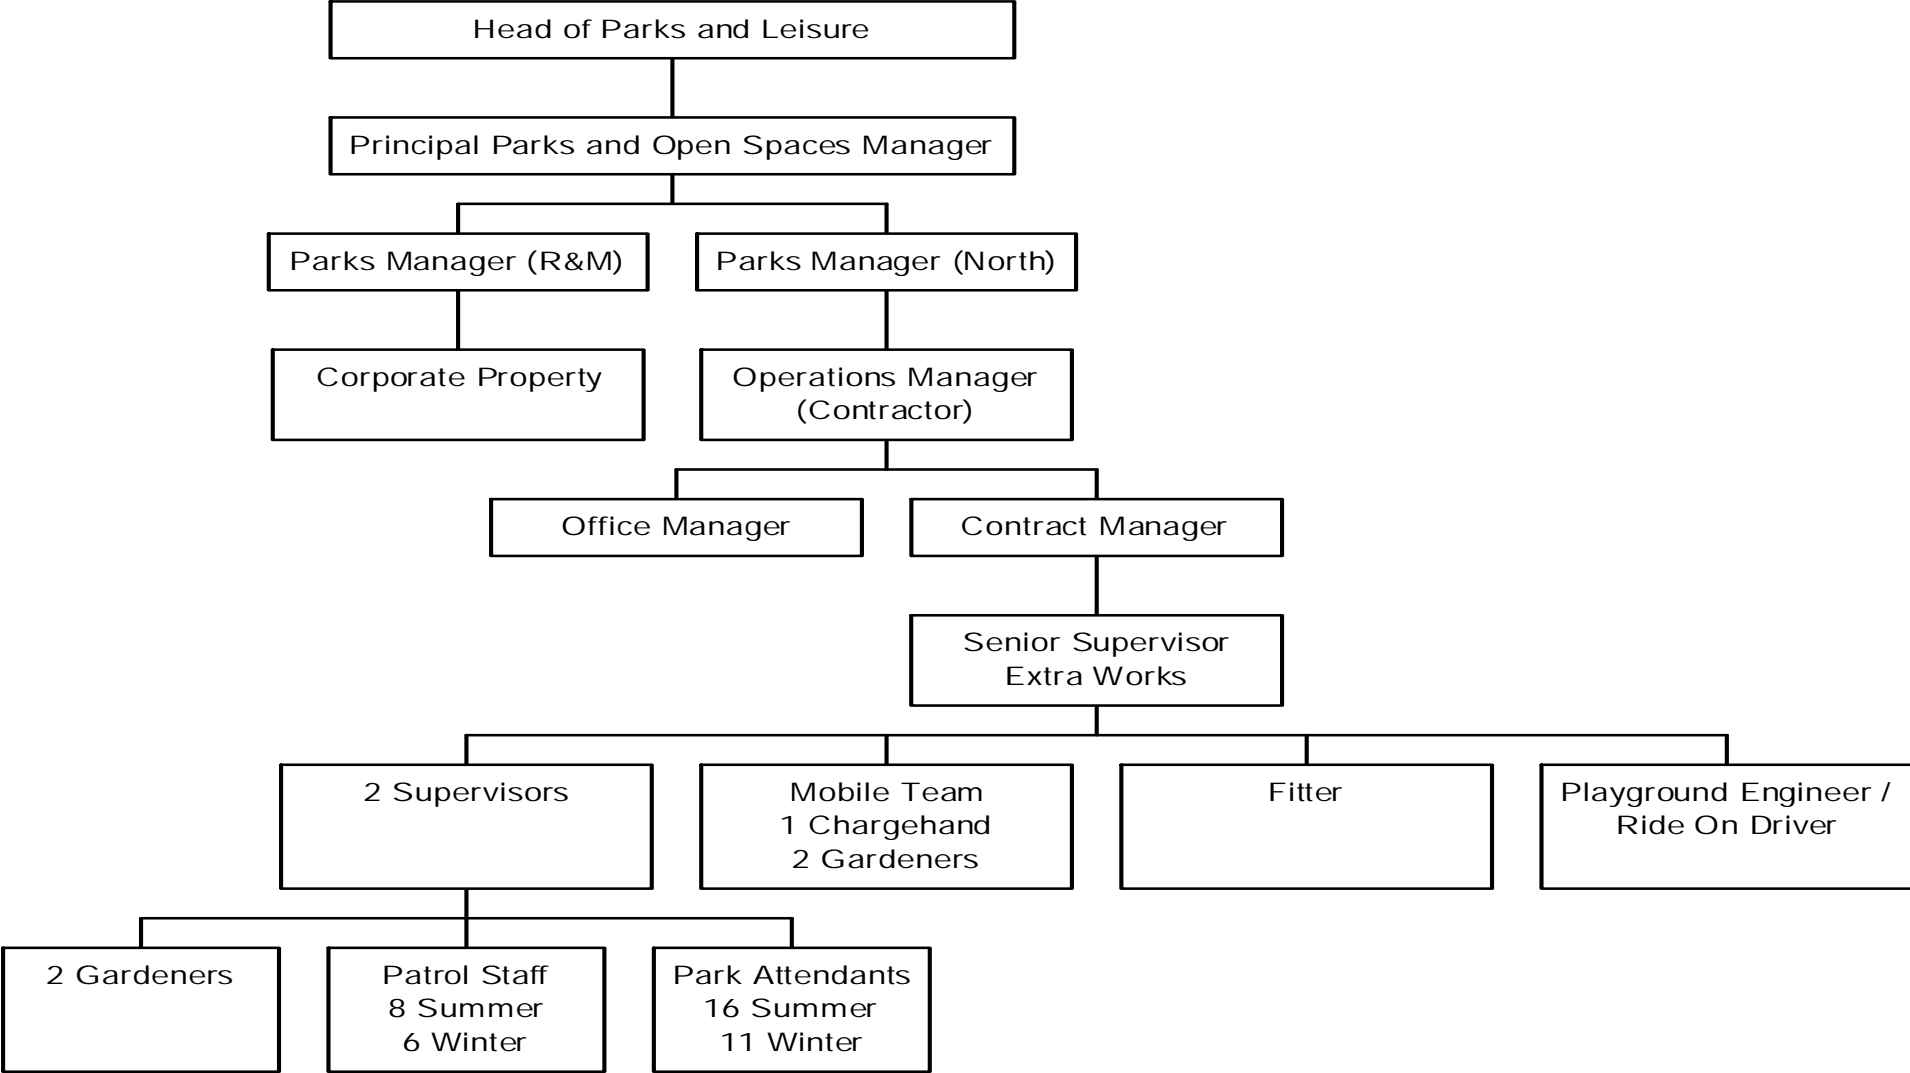 Head of Parks and Leisure
Principal Parks and Open Spaces Manager
Parks Manager (R&M)
Parks Manager (North)
Corporate Property
Operations Manager
(Contractor)
Office Manager
Contract Manager
Senior Supervisor
Extra Works
2 Supervisors
Mobile Team
1 Chargehand
2 Gardeners
Fitter
Playground Engineer /
Ride On Driver
2 Gardeners
Patrol Staff
8 Summer
6 Winter
Park Attendants
16 Summer
11 Winter